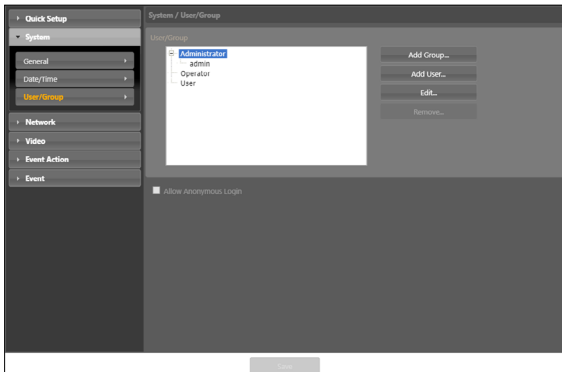 Quick Setup
System
General
Date/Time
User/Group
Network
Video
Event Action
Event
System / User/Group
User/Group
Administrator
admin
Operator
User
Add Group...
Add User...
Edit...
Remove...
Allow Anonymous Login
Save